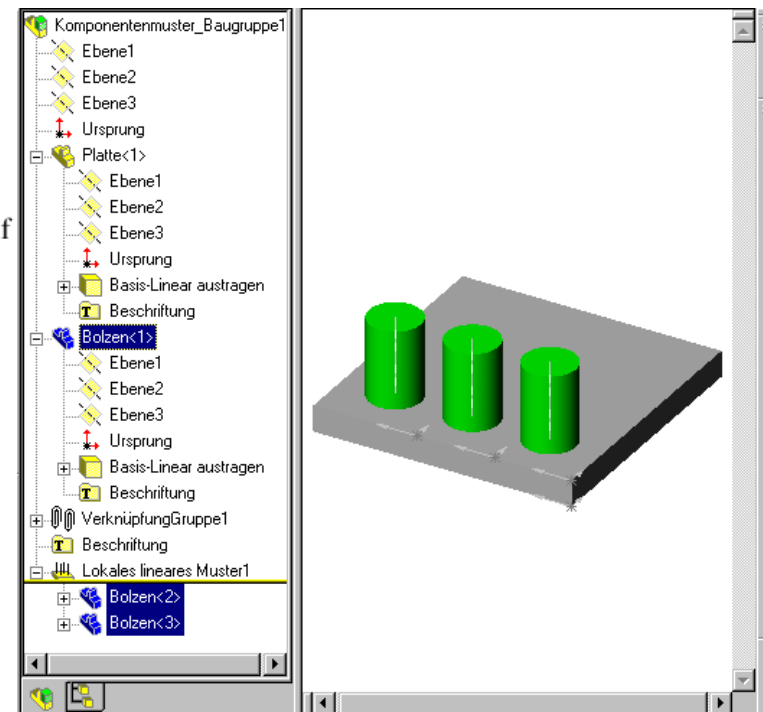 Komponentenmuster_Baugruppe1
Ebene1
Ebene2
Ebene3
Ursprung
Platte<1>
Ebene1
Ebene2
f
Ebene3
Ursprung
Basis-Linear austragen
T Beschriftung
Bolzen<1>
Ebene1
Ebene2
Ebene3
Ursprung
Basis-Linear austragen
T Beschriftung
VerknüpfungGruppe1
T Beschriftung
Lokales lineares Muster1
Bolzen<2>
Bolzen<3>